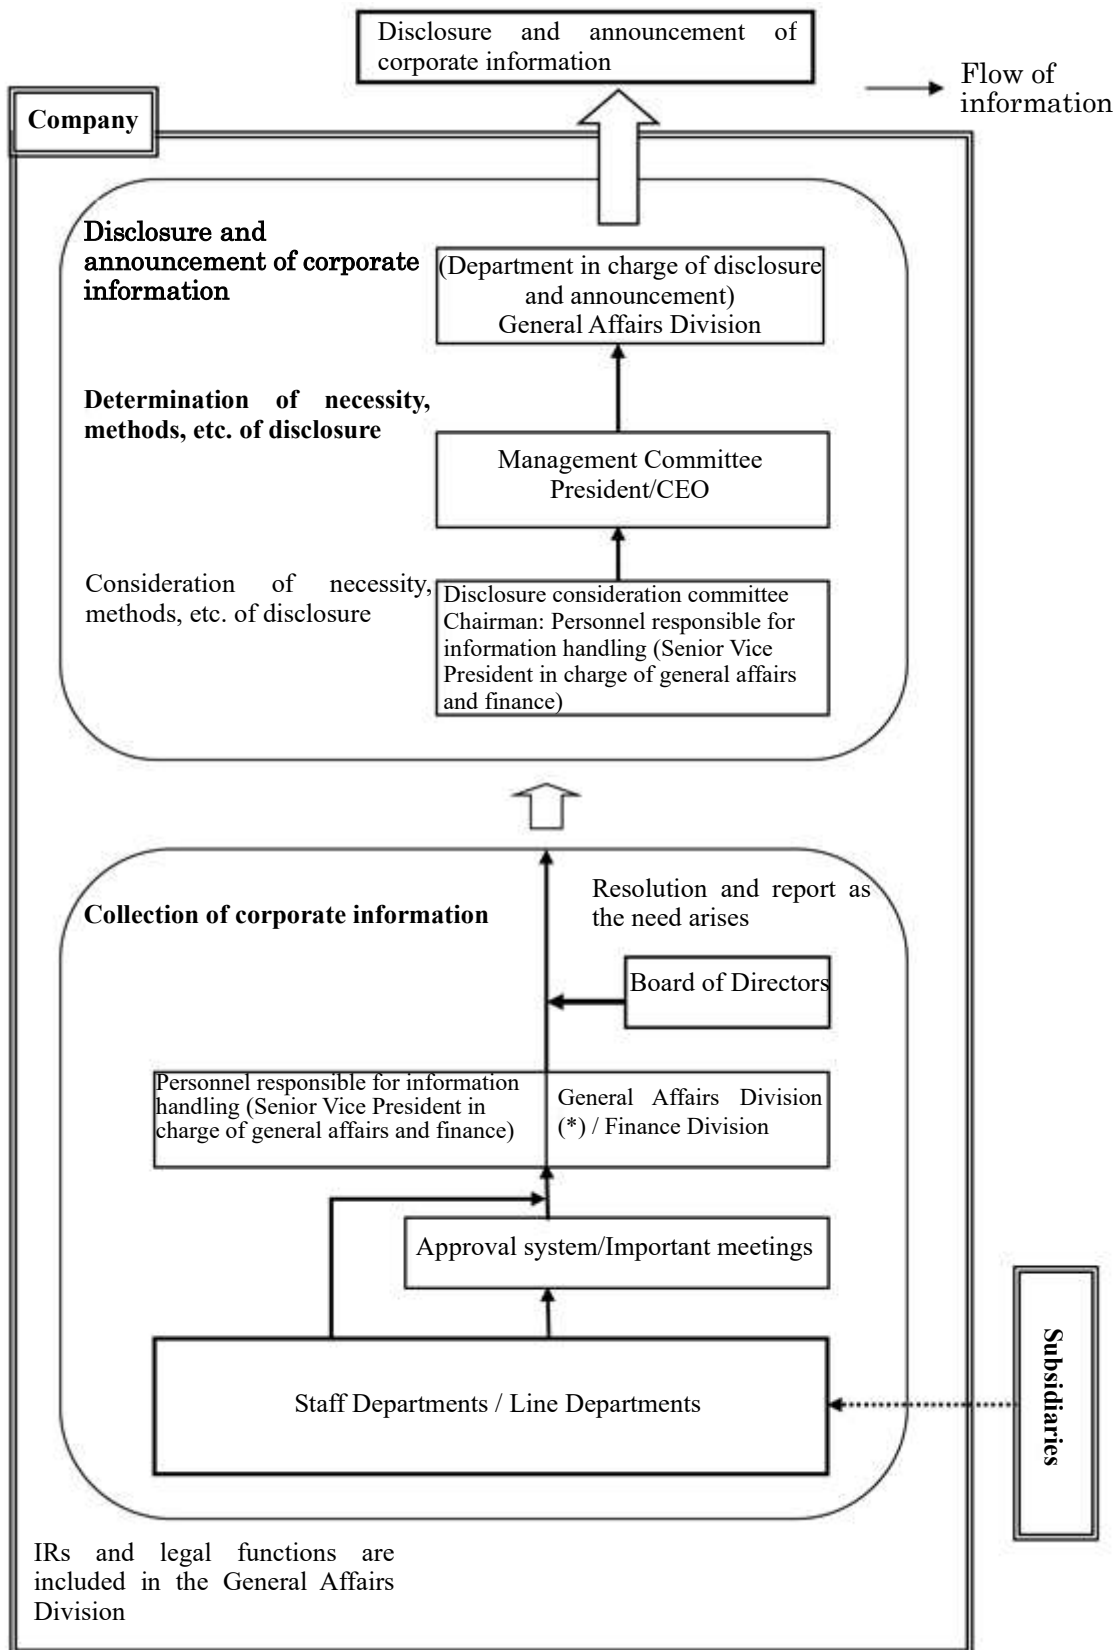 Disclosure and announcement of
corporate information
Flow of
information
Company
Disclosure and
announcement of corporate
information
(Department in charge of disclosure
and announcement)
General Affairs Division
Determination of necessity,
methods, etc. of disclosure
Management Committee
President/CEO
Consideration of necessity,
methods, etc. of disclosure
Disclosure consideration committee
Chairman: Personnel responsible for
information handling (Senior Vice
President in charge of general affairs
and finance)
Collection of corporate information
Resolution and report as
the need arises
Board of Directors
Personnel responsible for information
handling (Senior Vice President in
charge of general affairs and finance)
General Affairs Division
(*) / Finance Division
Approval system/Important meetings
Staff Departments / Line Departments
Subsidiaries
IRs and legal functions are
included in the General Affairs
Division